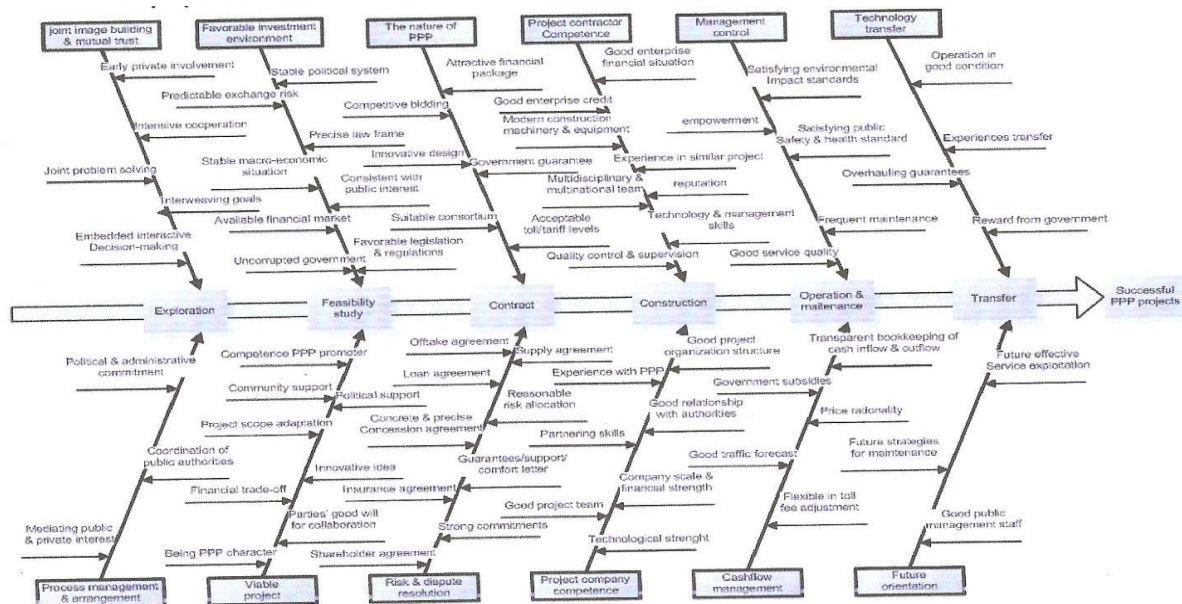 joint image building
& mutual trust
Favorable investment
environment
The nature of
PPP
Project contractor
Competence
Management
control
Technology
transfer
Early private involvement
Intensive cooperation
Joint problem solving
Interweaving goals
Embedded interactive
Decision-making
Stable political system
Predictable exchange risk
Precise law frame
Stable macro-economic
situation
Consistent with
public interest
Available financial market
Favorable legislation
& regulations
Uncorrupted government
Attractive financial
package
Competitive bidding
Innovative design
Government guarantee
Suitable consortium
Acceptable
toll/tariff levels
Good enterprise
financial situation
Good enterprise credit
Modern construction
machinery & equipment
Experience in similar project
Multidisciplinary &
multinational team
reputation
Technology & management
skills
Quality control & supervision
Satisfying environmental
Impact standards
empowerment
Satisfying public
Safety & health standard
Frequent maintenance
Good service quality
Operation in
good condition
Experiences transfer
Overhauling guarantees
Reward from government
Exploration
Feasibility
study
Contract
Construction
Operation &
maitenance
Transfer
Successful
PPP projects
Political & administrative
commitment
Coordination of
public authorities
Mediating public
& private interest
Competence PPP promoter
Community support
Political support
Project scope adaptation
Innovative idea
Financial trade-off
Parties' good will
for collaboration
Being PPP character
Offtake agreement
Supply agreement
Loan agreement
Reasonable
risk allocation
Concrete & precise
Concession agreement
Guarantees/support/
comfort letter
Insurance agreement
Strong commitments
Shareholder agreement
Good project
organization structure
Experience with PPP
Good relationship
with authorities
Partnering skills
Company scale &
financial strength
Good project team
Technological strenght
Transparent bookkeeping of
cash inflow & outflow
Government subsidies
Price rationality
Good traffic forecast
Flexible in toll
fee adjustment
Future effective
Service exploitation
Future strategies
for maintenance
Good public
management staff
Process management
& arrangement
Viable
project
Risk & dispute
resolution
Project company
competence
Cashflow
management
Future
orientation